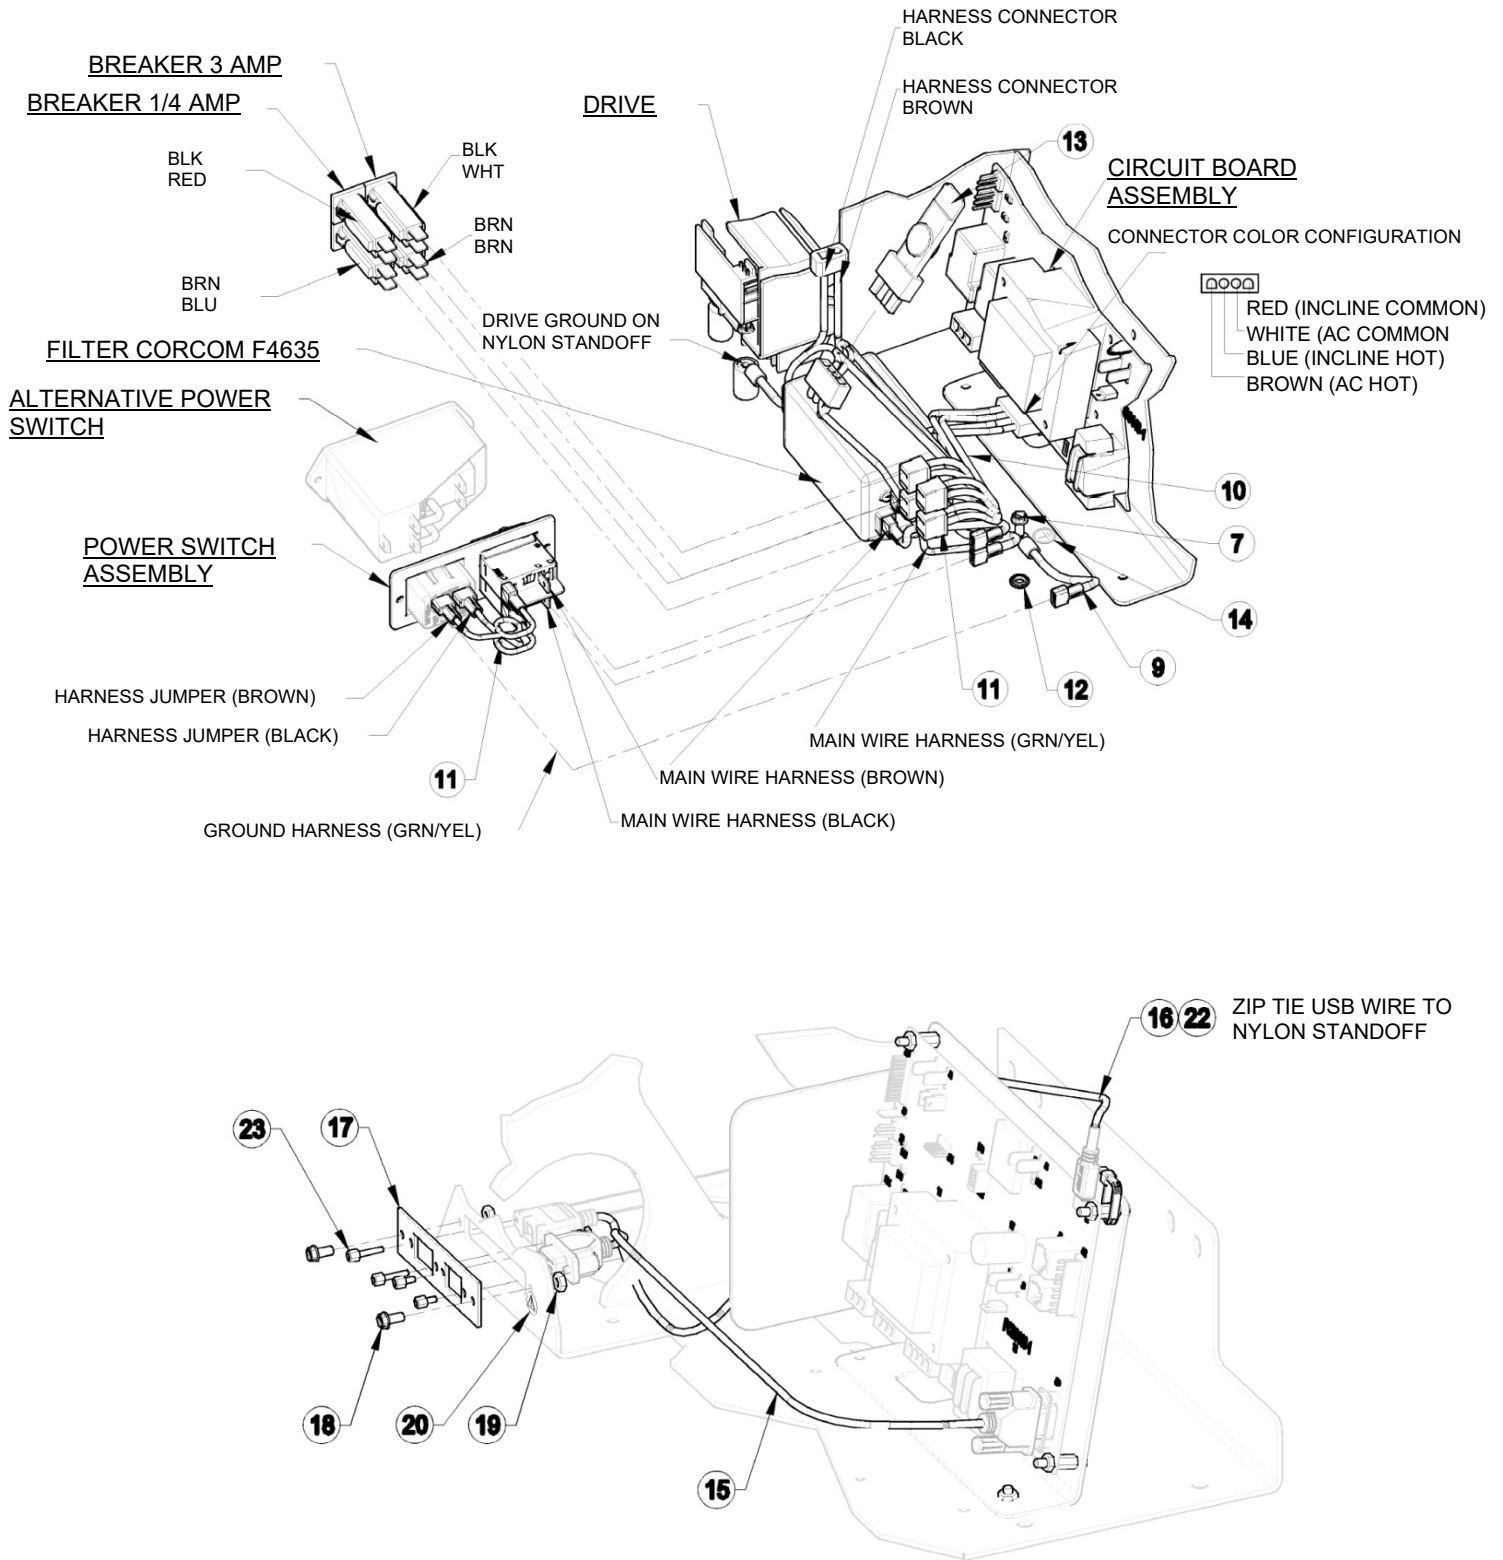 HARNESS CONNECTOR
BLACK
BREAKER 3 AMP
BREAKER 1/4 AMP
DRIVE
HARNESS CONNECTOR
BROWN
13
BLK
RED
BLK
WHT
CIRCUIT BOARD
ASSEMBLY
BRN
BRN
CONNECTOR COLOR CONFIGURATION
BRN
BLU
RED (INCLINE COMMON)
WHITE (AC COMMON
BLUE (INCLINE HOT)
BROWN (AC HOT)
DRIVE GROUND ON
NYLON STANDOFF
FILTER CORCOM F4635
ALTERNATIVE POWER
SWITCH
10
POWER SWITCH
ASSEMBLY
7
14
9
11
12
HARNESS JUMPER (BROWN)
HARNESS JUMPER (BLACK)
MAIN WIRE HARNESS (GRN/YEL)
11
MAIN WIRE HARNESS (BROWN)
MAIN WIRE HARNESS (BLACK)
GROUND HARNESS (GRN/YEL)
16 22
ZIP TIE USB WIRE TO
NYLON STANDOFF
23
17
18
20
19
15